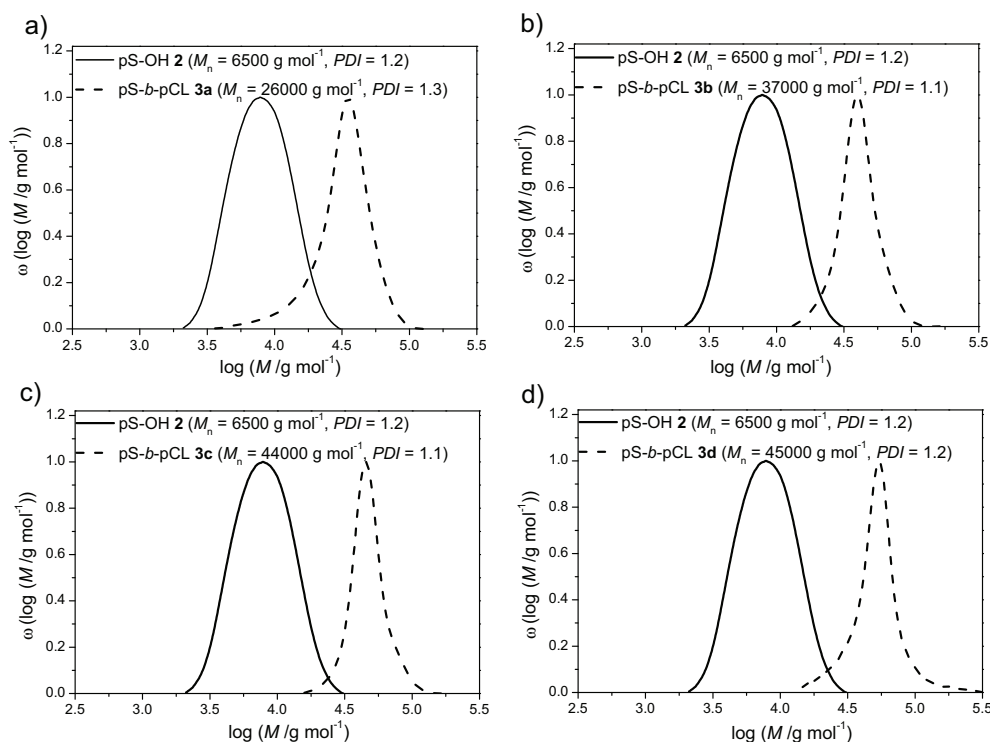 a)
pS-OH 2 (Mn = 6500 g mol-1, PDI = 1.2)
pS-b-pCL 3a (Mn = 26000 g mol-1, PDI = 1.3)
ω (log (M /g mol-1))
1.2
1.0
0.8
0.6
0.4
0.2
0.0
2.5 3.0 3.5 4.0 4.5 5.0 5.5
log (M /g mol-1)
b)
pS-OH 2 (Mn = 6500 g mol-1, PDI = 1.2)
pS-b-pCL 3b (Mn = 37000 g mol-1, PDI = 1.1)
ω (log (M /g mol-1))
1.2
1.0
0.8
0.6
0.4
0.2
0.0
2.5 3.0 3.5 4.0 4.5 5.0 5.5
log (M /g mol-1)
c)
pS-OH 2 (Mn = 6500 g mol-1, PDI = 1.2)
pS-b-pCL 3c (Mn = 44000 g mol-1, PDI = 1.1)
ω (log (M /g mol-1))
1.2
1.0
0.8
0.6
0.4
0.2
0.0
2.5 3.0 3.5 4.0 4.5 5.0 5.5
log (M /g mol-1)
d)
pS-OH 2 (Mn = 6500 g mol-1, PDI = 1.2)
pS-b-pCL 3d (Mn = 45000 g mol-1, PDI = 1.2)
ω (log (M /g mol-1))
1.2
1.0
0.8
0.6
0.4
0.2
0.0
2.5 3.0 3.5 4.0 4.5 5.0 5.5
log (M /g mol-1)